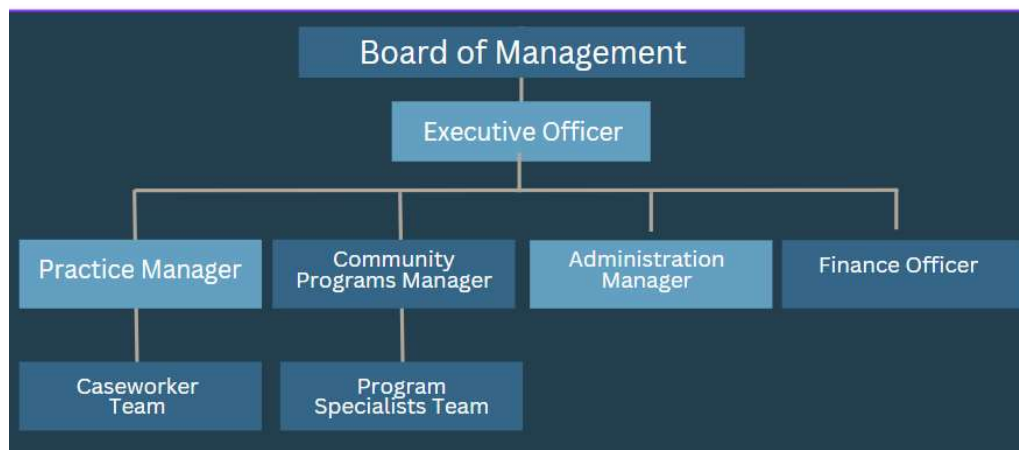 Board of Management
Executive Officer
Practice Manager
Community
Programs Manager
Administration
Manager
Finance Officer
Caseworker
Team
Program
Specialists Team